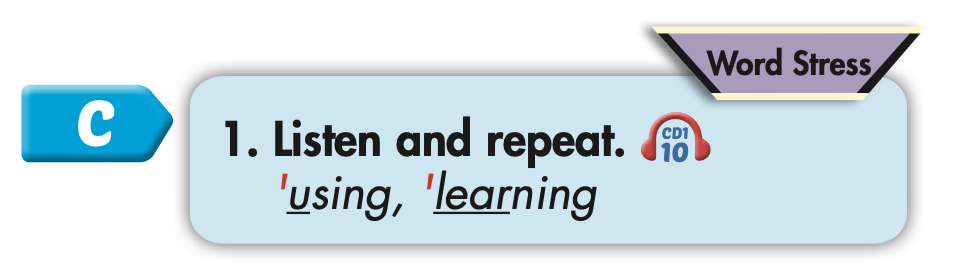 Word Stress
C
1. Listen and repeat. CD1 10
'using, 'learning